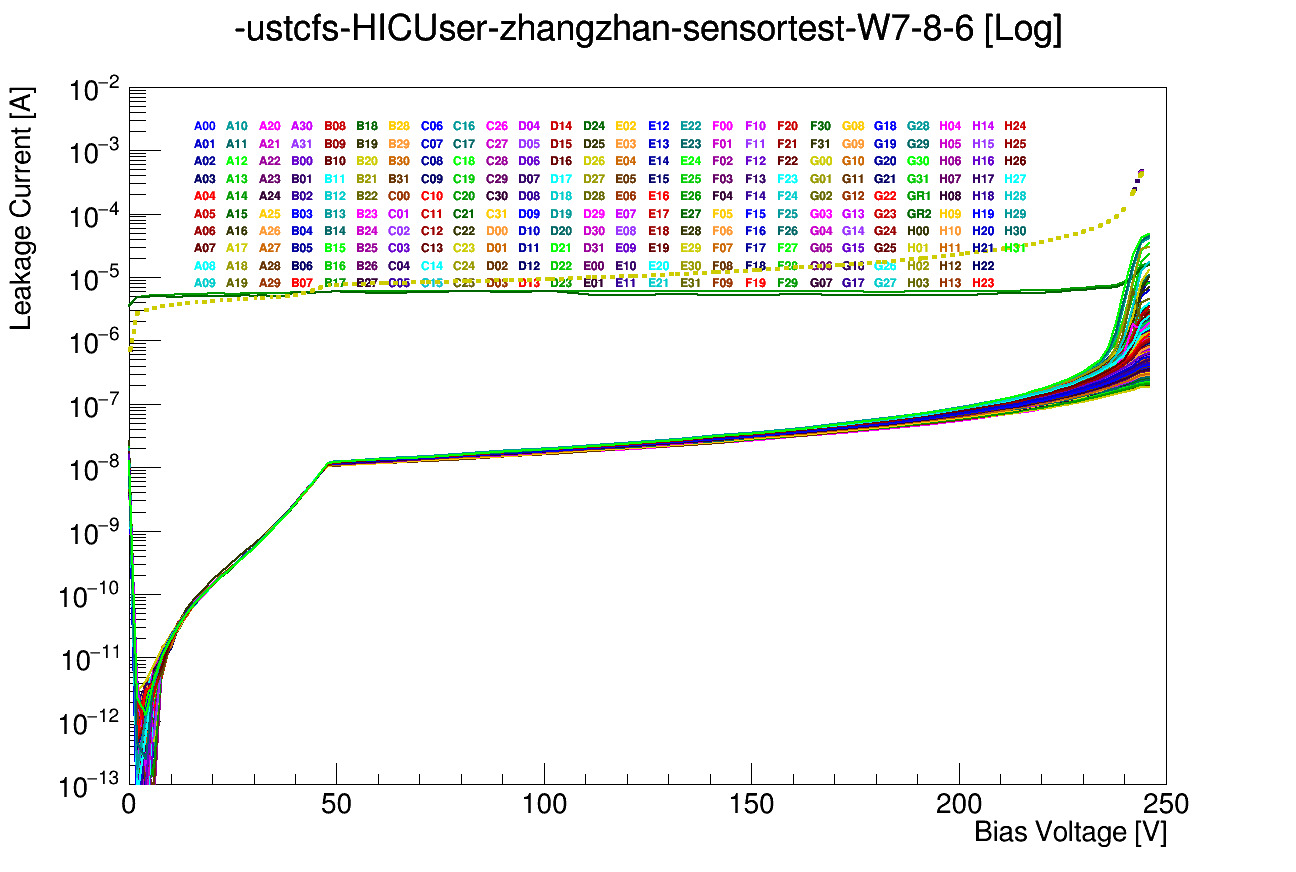 -ustcfs-HICUser-zhangzhan-sensortest-W7-8-6 [Log]
Leakage Current [A]
10−2
A00 A10 A20 A30 B08 B18 B28 C06 C16 C26 D04 D14 D24 E02 E12 E22 F00 F10 F20 F30 G08 G18 G28 H04 H14 H24
A01 A11 A21 A31 B09 B19 B29 C07 C17 C27 D05 D15 D25 E03 E13 E23 F01 F11 F21 F31 G09 G19 G29 H05 H15 H25
10−3
A02 A12 A22 B00 B10 B20 B30 C08 C18 C28 D06 D16 D26 E04 E14 E24 F02 F12 F22 G00 G10 G20 G30 H06 H16 H26
A03 A13 A23 B01 B11 B21 B31 C09 C19 C29 D07 D17 D27 E05 E15 E25 F03 F13 F23 G01 G11 G21 G31 H07 H17 H27
A04 A14 A24 B02 B12 B22 C00 C10 C20 C30 D08 D18 D28 E06 E16 E26 F04 F14 F24 G02 G12 G22 GR1 H08 H18 H28
10−4
A05 A15 A25 B03 B13 B23 C01 C11 C21 C31 D09 D19 D29 E07 E17 E27 F05 F15 F25 G03 G13 G23 GR2 H09 H19 H29
A06 A16 A26 B04 B14 B24 C02 C12 C22 D00 D10 D20 D30 E08 E18 E28 F06 F16 F26 G04 G14 G24 H00 H10 H20 H30
A07 A17 A27 B05 B15 B25 C03 C13 C23 D01 D11 D21 D31 E09 E19 E29 F07 F17 F27 G05 G15 G25 H01 H11 H21 H31
A08 A18 A28 B06 B16 B26 C04 C14 C24 D02 D12 D22 E00 E10 E20 E30 F08 F18 F28 G06 G16 G26 H02 H12 H22
10−5
A09 A19 A29 B07 B17 B27 C05 C15 C25 D03 D13 D23 E01 E11 E21 E31 F09 F19 F29 G07 G17 G27 H03 H13 H23
10−6
10−7
10−8
10−9
10−10
10−11
10−12
10−13
0 50 100 150 200 250
Bias Voltage [V]